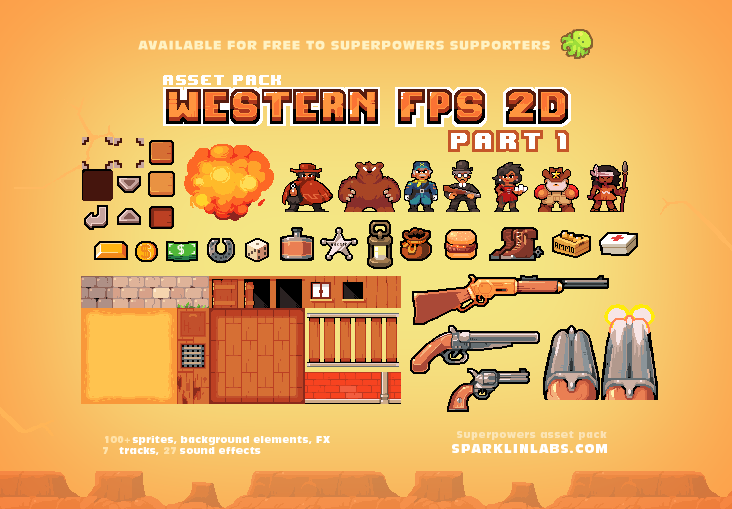 AVAILABLE FOR FREE TO SUPERPOWERS SUPPORTERS
ASSET PACK
WESTERN FPS 2D
PART 1
AMMO
100+ sprites, background elements, FX
7 tracks, 27 sound effects
Superpowers asset pack
SPARKLINLABS.COM